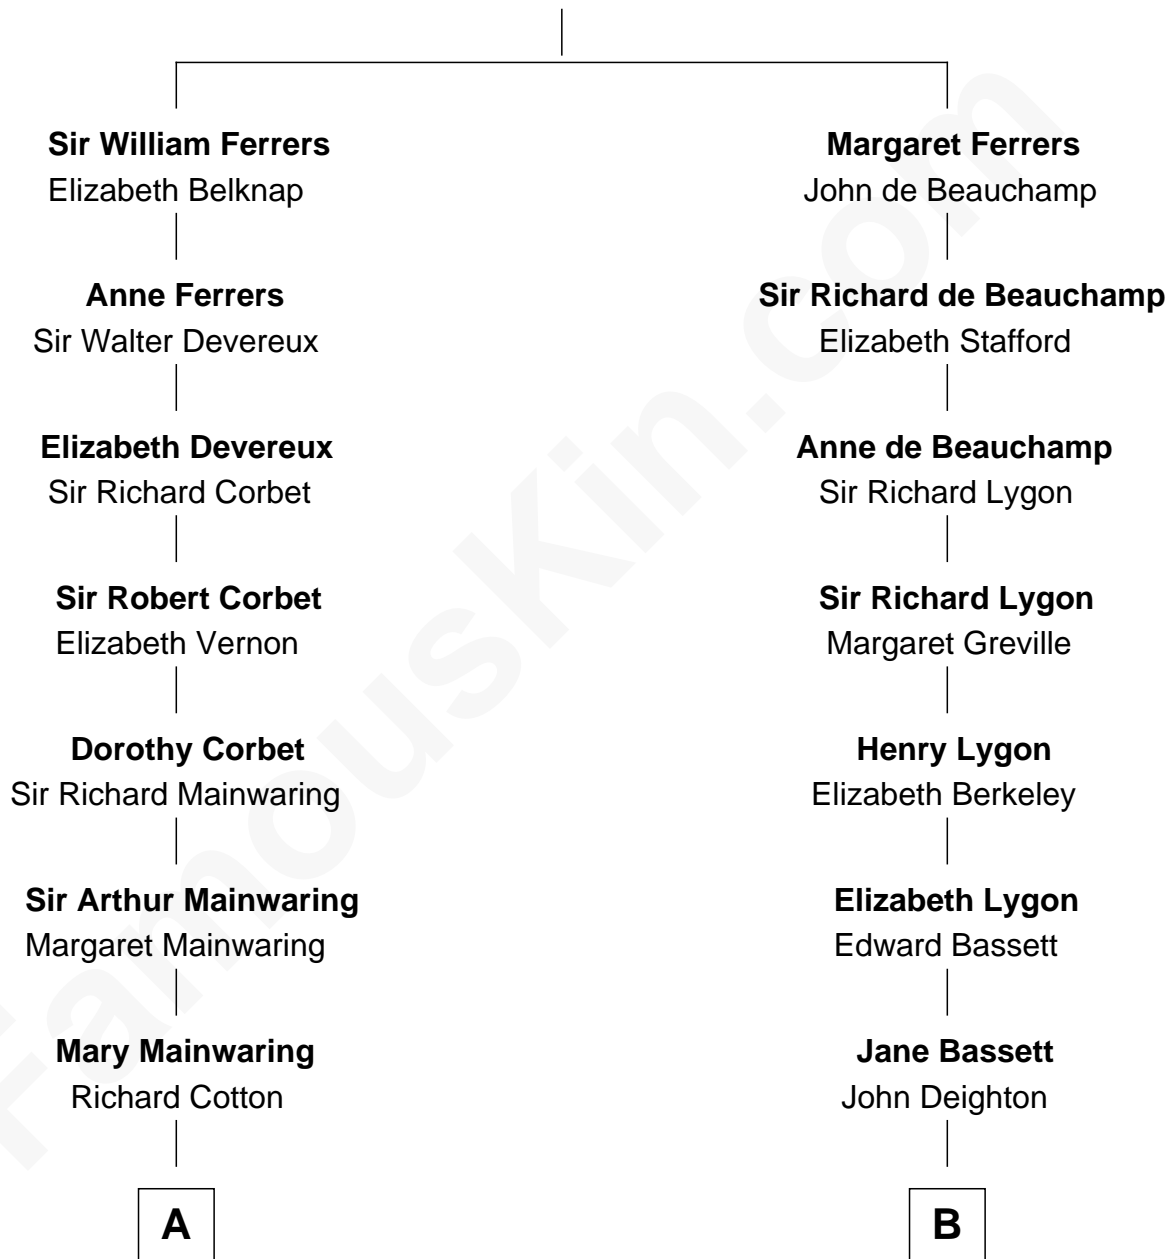 Sir William Ferrers
Elizabeth Belknap
Anne Ferrers
Sir Walter Devereux
Elizabeth Devereux
Sir Richard Corbet
Sir Robert Corbet
Elizabeth Vernon
Dorothy Corbet
Sir Richard Mainwaring
Sir Arthur Mainwaring
Margaret Mainwaring
Mary Mainwaring
Richard Cotton
A
Margaret Ferrers
John de Beauchamp
Sir Richard de Beauchamp
Elizabeth Stafford
Anne de Beauchamp
Sir Richard Lygon
Sir Richard Lygon
Margaret Greville
Henry Lygon
Elizabeth Berkeley
Elizabeth Lygon
Edward Bassett
Jane Bassett
John Deighton
B
FamousKin.com